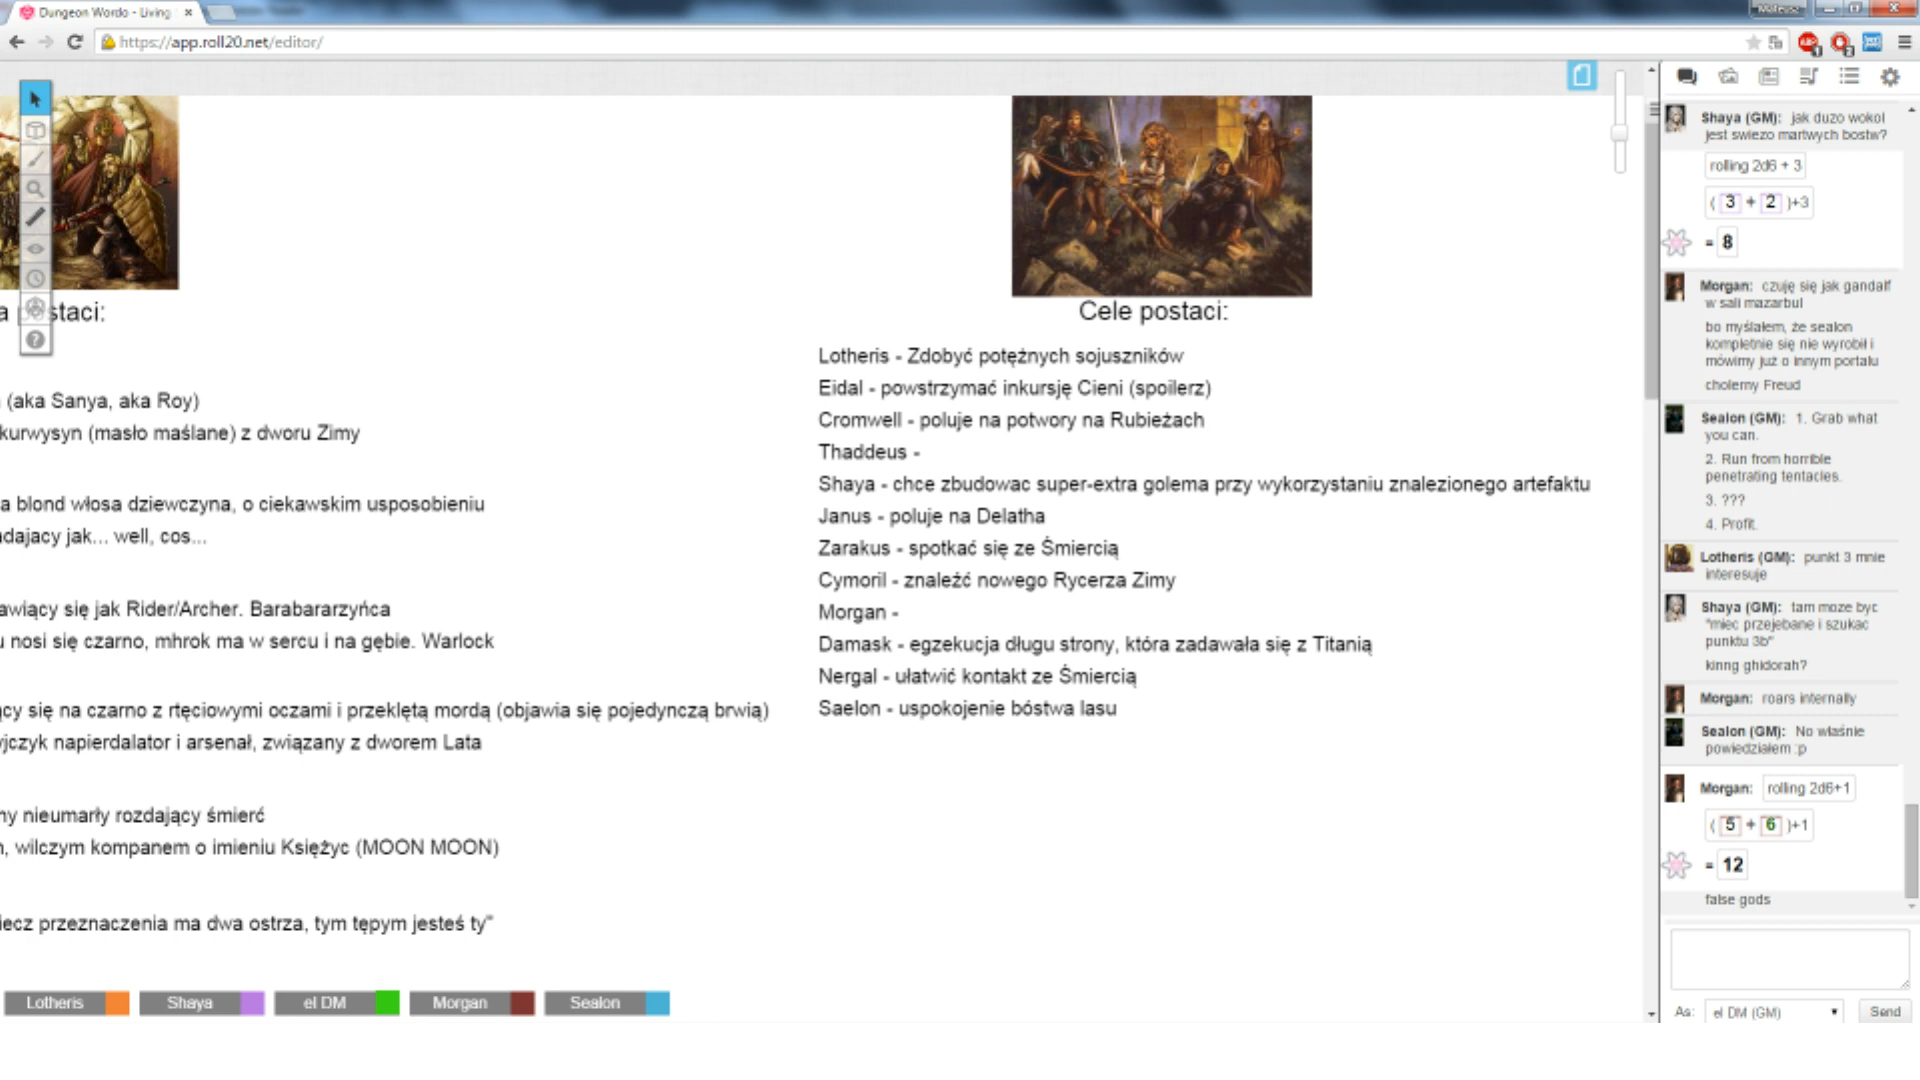 Dungeon Wordo - Living
Mateusz
https://app.roll20.net/editor/
a postaci:
(aka Sanya, aka Roy)
kurwysyn (masło maślane) z dworu Zimy
a blond włosa dziewczyna, o ciekawskim usposobieniu
dajacy jak... well, cos...
awiący się jak Rider/Archer. Barabararzyńca
u nosi się czarno, mhrok ma w sercu i na gębie. Warlock
ący się na czarno z rtęciowymi oczami i przeklętą mordą (objawia się pojedynczą brwią)
yjczyk napierdalator i arsenał, związany z dworem Lata
ny nieumarły rozdający śmierć
n, wilczym kompanem o imieniu Księżyc (MOON MOON)
iecz przeznaczenia ma dwa ostrza, tym tępym jesteś ty"
Cele postaci:
Lotheris - Zdobyć potężnych sojuszników
Eidal - powstrzymać inkursję Cieni (spoilerz)
Cromwell - poluje na potwory na Rubieżach
Thaddeus -
Shaya - chce zbudowac super-extra golema przy wykorzystaniu znalezionego artefaktu
Janus - poluje na Delatha
Zarakus - spotkać się ze Śmiercią
Cymoril - znaleźć nowego Rycerza Zimy
Morgan -
Damask - egzekucja długu strony, która zadawała się z Titanią
Nergal - ułatwić kontakt ze Śmiercią
Saelon - uspokojenie bóstwa lasu
Lotheris
Shaya
el DM
Morgan
Sealon
Shaya (GM): jak duzo wokol
jest swiezo martwych bostw?
rolling 2d6 + 3
( 3 + 2 )+3
= 8
Morgan: czuję się jak gandalf
w sali mazarbul
bo myślałem, że sealon
kompletnie się nie wyrobił i
mówimy już o innym portalu
cholerny Freud
Sealon (GM): 1. Grab what
you can.
2. Run from horrible
penetrating tentacles.
3. ???
4. Profit.
Lotheris (GM): punkt 3 mnie
interesuje
Shaya (GM): tam moze byc
"miec przejebane i szukac
punktu 3b"
kinng ghidorah?
Morgan: roars internally
Sealon (GM): No właśnie
powiedziałem :p
Morgan: rolling 2d6+1
( 5 + 6 )+1
= 12
false gods
As: el DM (GM)
Send